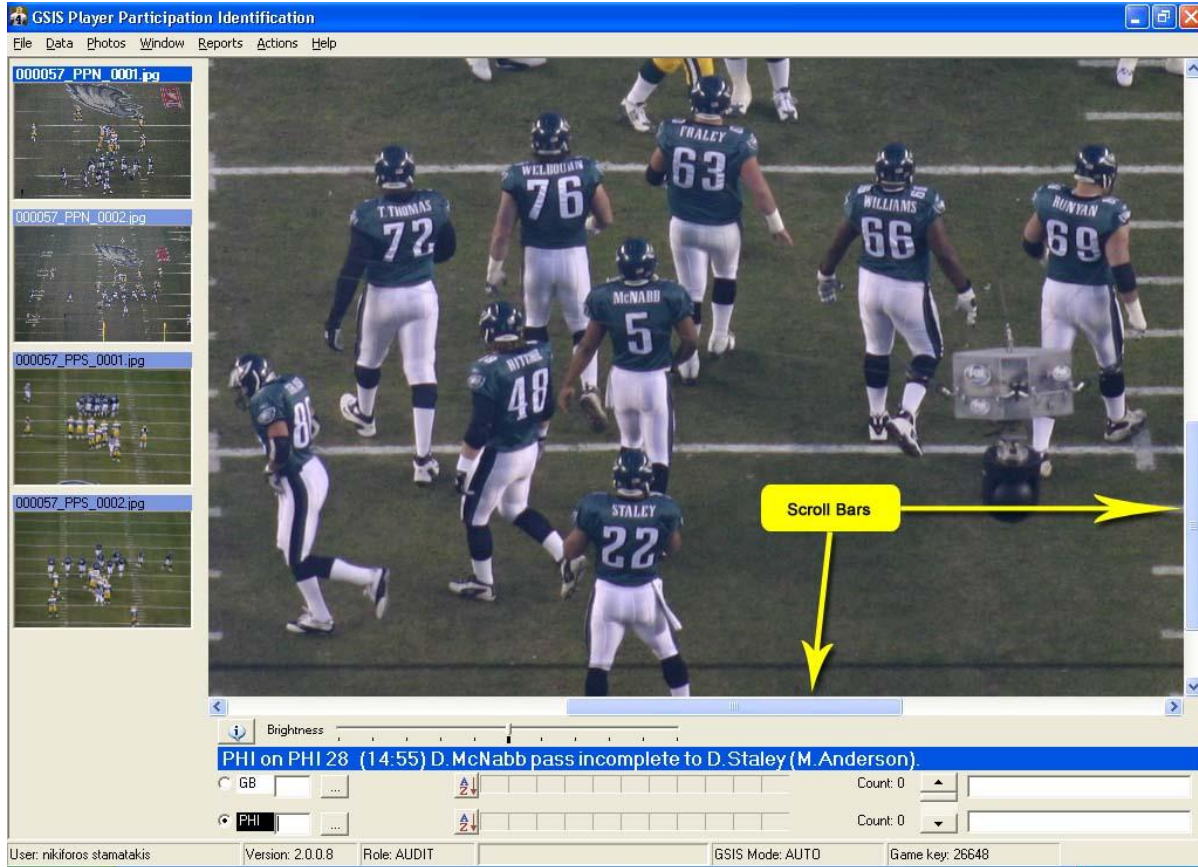 GSIS Player Participation Identification
File Data Photos Window Reports Actions Help
000057_PPN_0001.jpg
000057_PPN_0002.jpg
000057_PPS_0001.jpg
000057_PPS_0002.jpg
FRALEY
63
WELBOURN
76
T.THOMAS
72
WILLIAMS
66
RUNYAN
69
McNABB
5
RITCHIE
48
STALEY
22
Scroll Bars
Brightness
PHI on PHI 28 (14:55) D.McNabb pass incomplete to D.Staley (M.Anderson).
GB ... A Z Count: 0
PHI ... A Z Count: 0
User: nikiforos stamatakis Version: 2.0.0.8 Role: AUDIT GSIS Mode: AUTO Game key: 26648